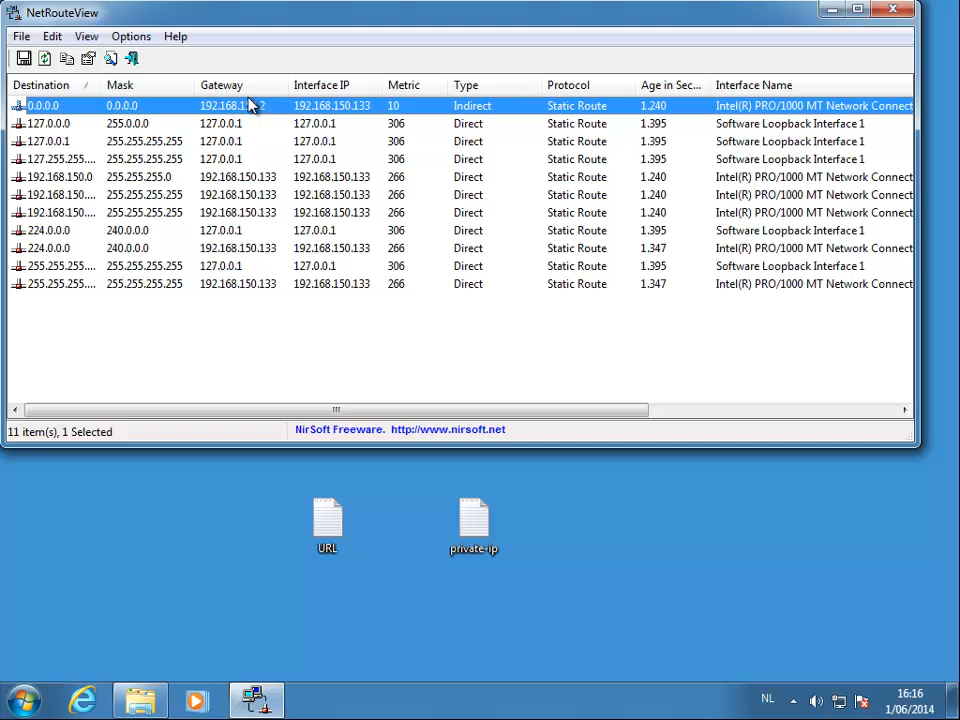 NetRouteView
File Edit View Options Help
Destination / Mask Gateway Interface IP Metric Type Protocol Age in Sec... Interface Name
0.0.0.0 0.0.0.0 192.168.1 2 192.168.150.133 10 Indirect Static Route 1.240 Intel(R) PRO/1000 MT Network Connect
127.0.0.0 255.0.0.0 127.0.0.1 127.0.0.1 306 Direct Static Route 1.395 Software Loopback Interface 1
127.0.0.1 255.255.255.255 127.0.0.1 127.0.0.1 306 Direct Static Route 1.395 Software Loopback Interface 1
127.255.255.... 255.255.255.255 127.0.0.1 127.0.0.1 306 Direct Static Route 1.395 Software Loopback Interface 1
192.168.150.0 255.255.255.0 192.168.150.133 192.168.150.133 266 Direct Static Route 1.240 Intel(R) PRO/1000 MT Network Connect
192.168.150.... 255.255.255.255 192.168.150.133 192.168.150.133 266 Direct Static Route 1.240 Intel(R) PRO/1000 MT Network Connect
192.168.150.... 255.255.255.255 192.168.150.133 192.168.150.133 266 Direct Static Route 1.240 Intel(R) PRO/1000 MT Network Connect
224.0.0.0 240.0.0.0 127.0.0.1 127.0.0.1 306 Direct Static Route 1.395 Software Loopback Interface 1
224.0.0.0 240.0.0.0 192.168.150.133 192.168.150.133 266 Direct Static Route 1.347 Intel(R) PRO/1000 MT Network Connect
255.255.255.... 255.255.255.255 127.0.0.1 127.0.0.1 306 Direct Static Route 1.395 Software Loopback Interface 1
255.255.255.... 255.255.255.255 192.168.150.133 192.168.150.133 266 Direct Static Route 1.347 Intel(R) PRO/1000 MT Network Connect
11 item(s), 1 Selected NirSoft Freeware. http://www.nirsoft.net
URL private-ip
NL 16:16
1/06/2014